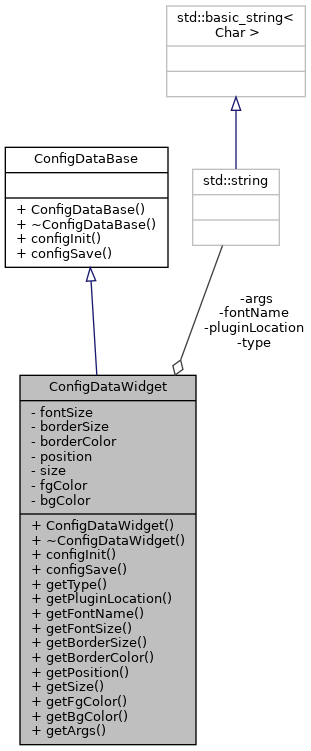 std::basic_string<
Char >
ConfigDataBase
+ ConfigDataBase()
+ ~ConfigDataBase()
+ configInit()
+ configSave()
std::string
-args
-fontName
-pluginLocation
-type
ConfigDataWidget
- fontSize
- borderSize
- borderColor
- position
- size
- fgColor
- bgColor
+ ConfigDataWidget()
+ ~ConfigDataWidget()
+ configInit()
+ configSave()
+ getType()
+ getPluginLocation()
+ getFontName()
+ getFontSize()
+ getBorderSize()
+ getBorderColor()
+ getPosition()
+ getSize()
+ getFgColor()
+ getBgColor()
+ getArgs()